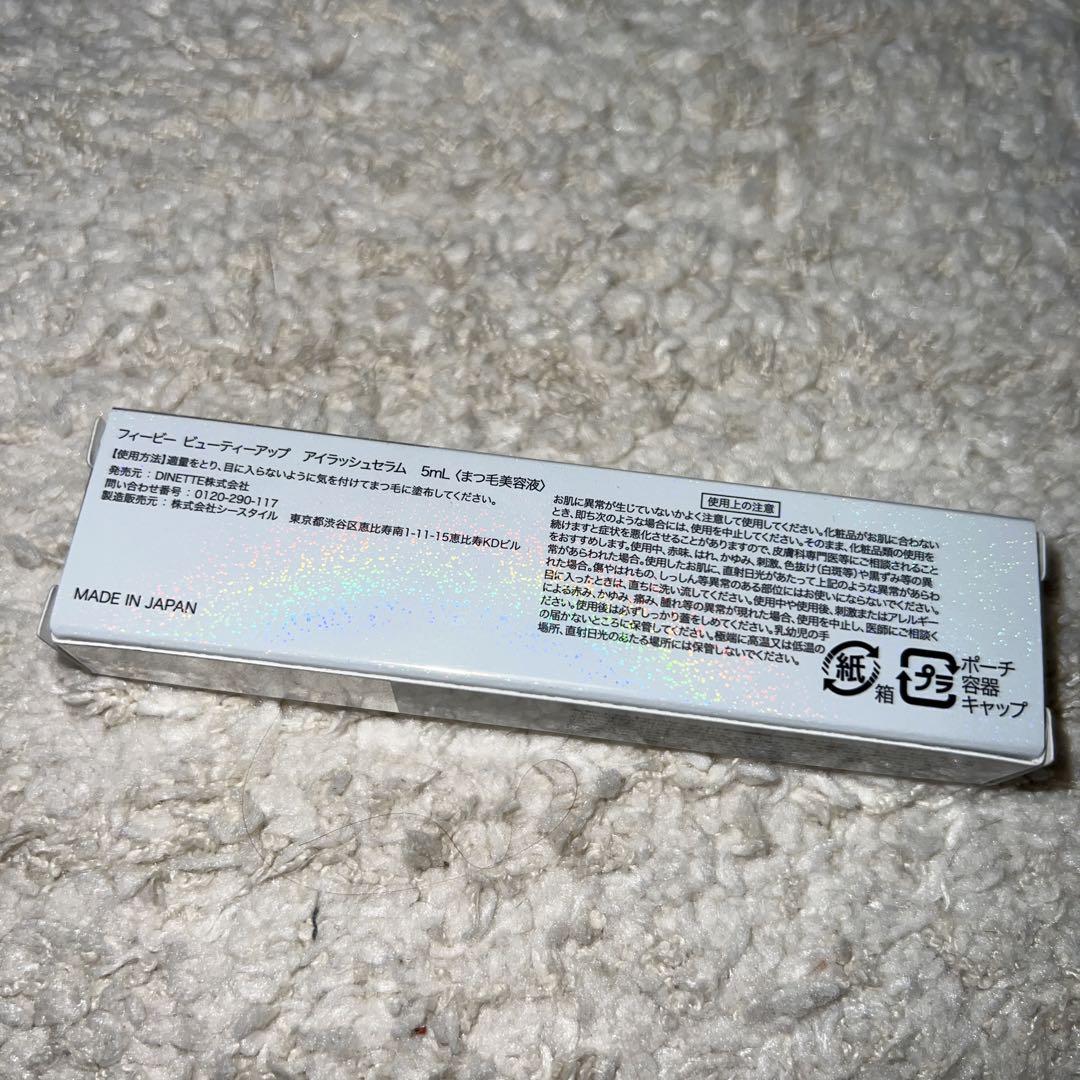 フィービー ビューティーアップ アイラッシュセラム 5mL 〈まつ毛美容液〉
【使用方法】適量をとり、目に入らないように気を付けてまつ毛に塗布してください。
発売元 : DINETTE株式会社
問い合わせ番号 : 0120-290-117
製造販売元 : 株式会社シースタイル 東京都渋谷区恵比寿南1-11-15恵比寿KDビル
MADE IN JAPAN
使用上の注意
お肌に異常が生じていないかよく注意して使用してください。化粧品がお肌に合わない
とき、即ち次のような場合には、使用を中止してください。そのまま、化粧品類の使用を
続けますと症状を悪化させることがありますので、皮膚科専門医等にご相談されること
をおすすめします。使用中、赤味、はれ、かゆみ、刺激、色抜け(白斑等)や黒ずみ等の異
常があらわれた場合。使用したお肌に、直射日光があたって上記のような異常があらわ
れた場合。傷やはれもの、しっしん等異常のある部位にはお使いにならないでください。
目に入ったときは、直ちに洗い流してください。使用中や使用後、刺激またはアレルギー
による赤み、かゆみ、痛み、腫れ等の異常が現れた場合、使用を中止し、医師にご相談く
ださい。使用後は必ずしっかり蓋をしめてください。乳幼児の手
の届かないところに保管してください。極端に高温又は低温の
場所、直射日光のあたる場所には保管しないでください。
紙 箱
プラ ポーチ
容器
キャップ